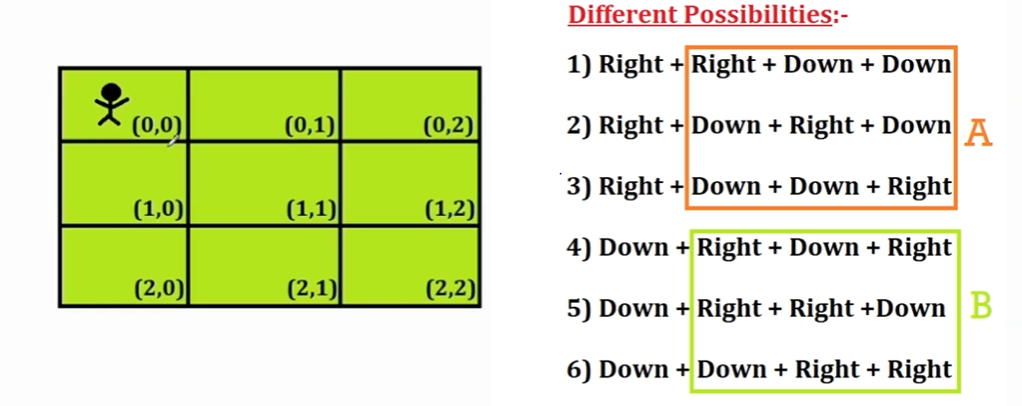 (0,0) (0,1) (0,2)
(1,0) (1,1) (1,2)
(2,0) (2,1) (2,2)
Different Possibilities:-
1) Right + Right + Down + Down
2) Right + Down + Right + Down
3) Right + Down + Down + Right
A
4) Down + Right + Down + Right
5) Down + Right + Right +Down
6) Down + Down + Right + Right
B